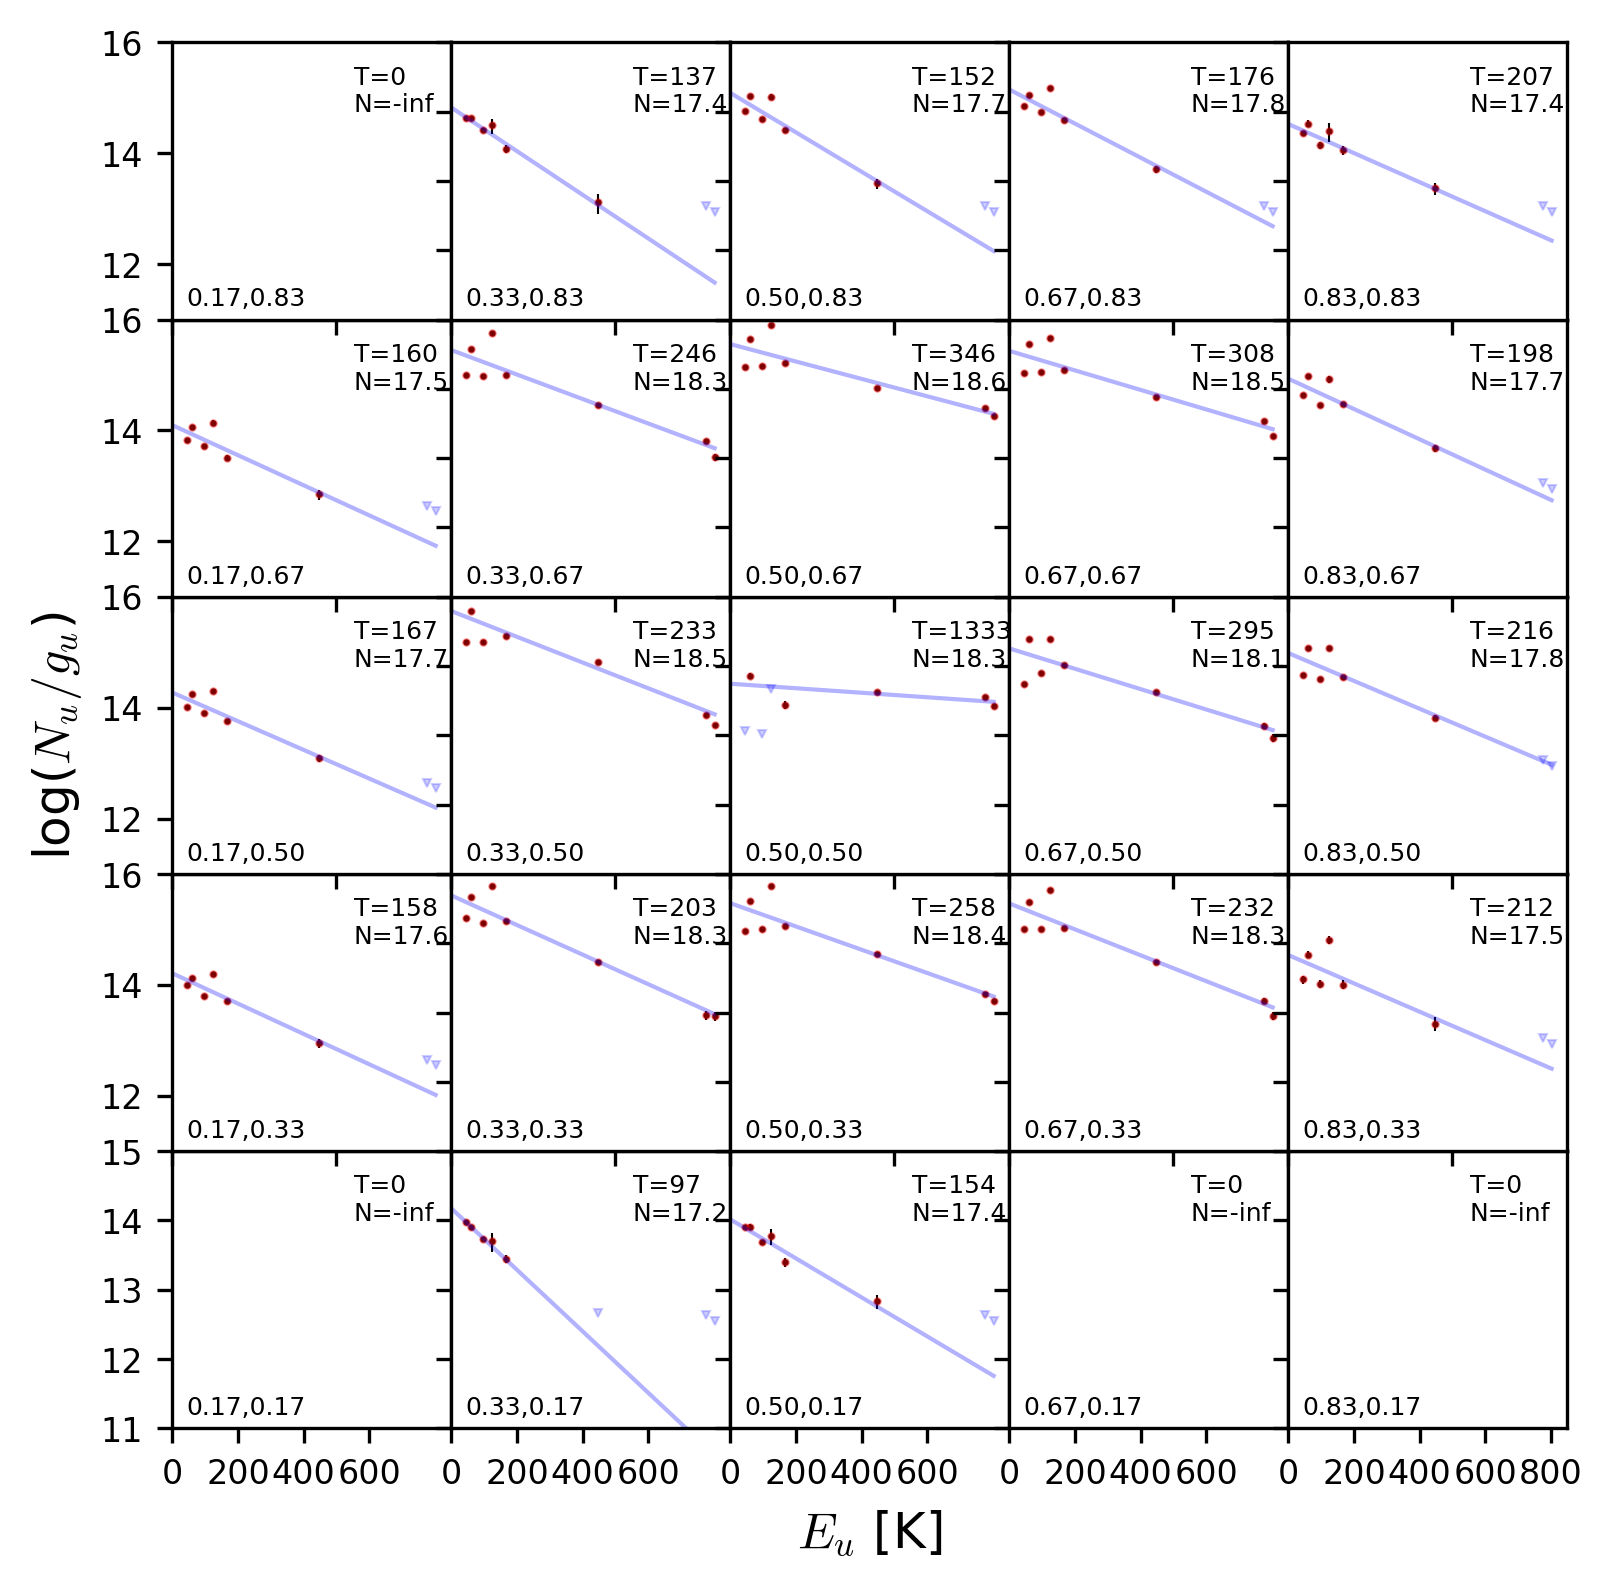 16
14
12
T=0
N=-inf
0.17,0.83
T=137
N=17.4
0.33,0.83
T=152
N=17.7
0.50,0.83
T=176
N=17.8
0.67,0.83
T=207
N=17.4
0.83,0.83
16
14
12
T=160
N=17.5
0.17,0.67
T=246
N=18.3
0.33,0.67
T=346
N=18.6
0.50,0.67
T=308
N=18.5
0.67,0.67
T=198
N=17.7
0.83,0.67
log(N_u/g_u)
16
14
12
T=167
N=17.7
0.17,0.50
T=233
N=18.5
0.33,0.50
T=1333
N=18.3
0.50,0.50
T=295
N=18.1
0.67,0.50
T=216
N=17.8
0.83,0.50
16
14
12
T=158
N=17.6
0.17,0.33
T=203
N=18.3
0.33,0.33
T=258
N=18.4
0.50,0.33
T=232
N=18.3
0.67,0.33
T=212
N=17.5
0.83,0.33
15
14
13
12
11
T=0
N=-inf
0.17,0.17
T=97
N=17.2
0.33,0.17
T=154
N=17.4
0.50,0.17
T=0
N=-inf
0.67,0.17
T=0
N=-inf
0.83,0.17
0 200 400 600 0 200 400 600 0 200 400 600 0 200 400 600 0 200 400 600 800
E_u [K]